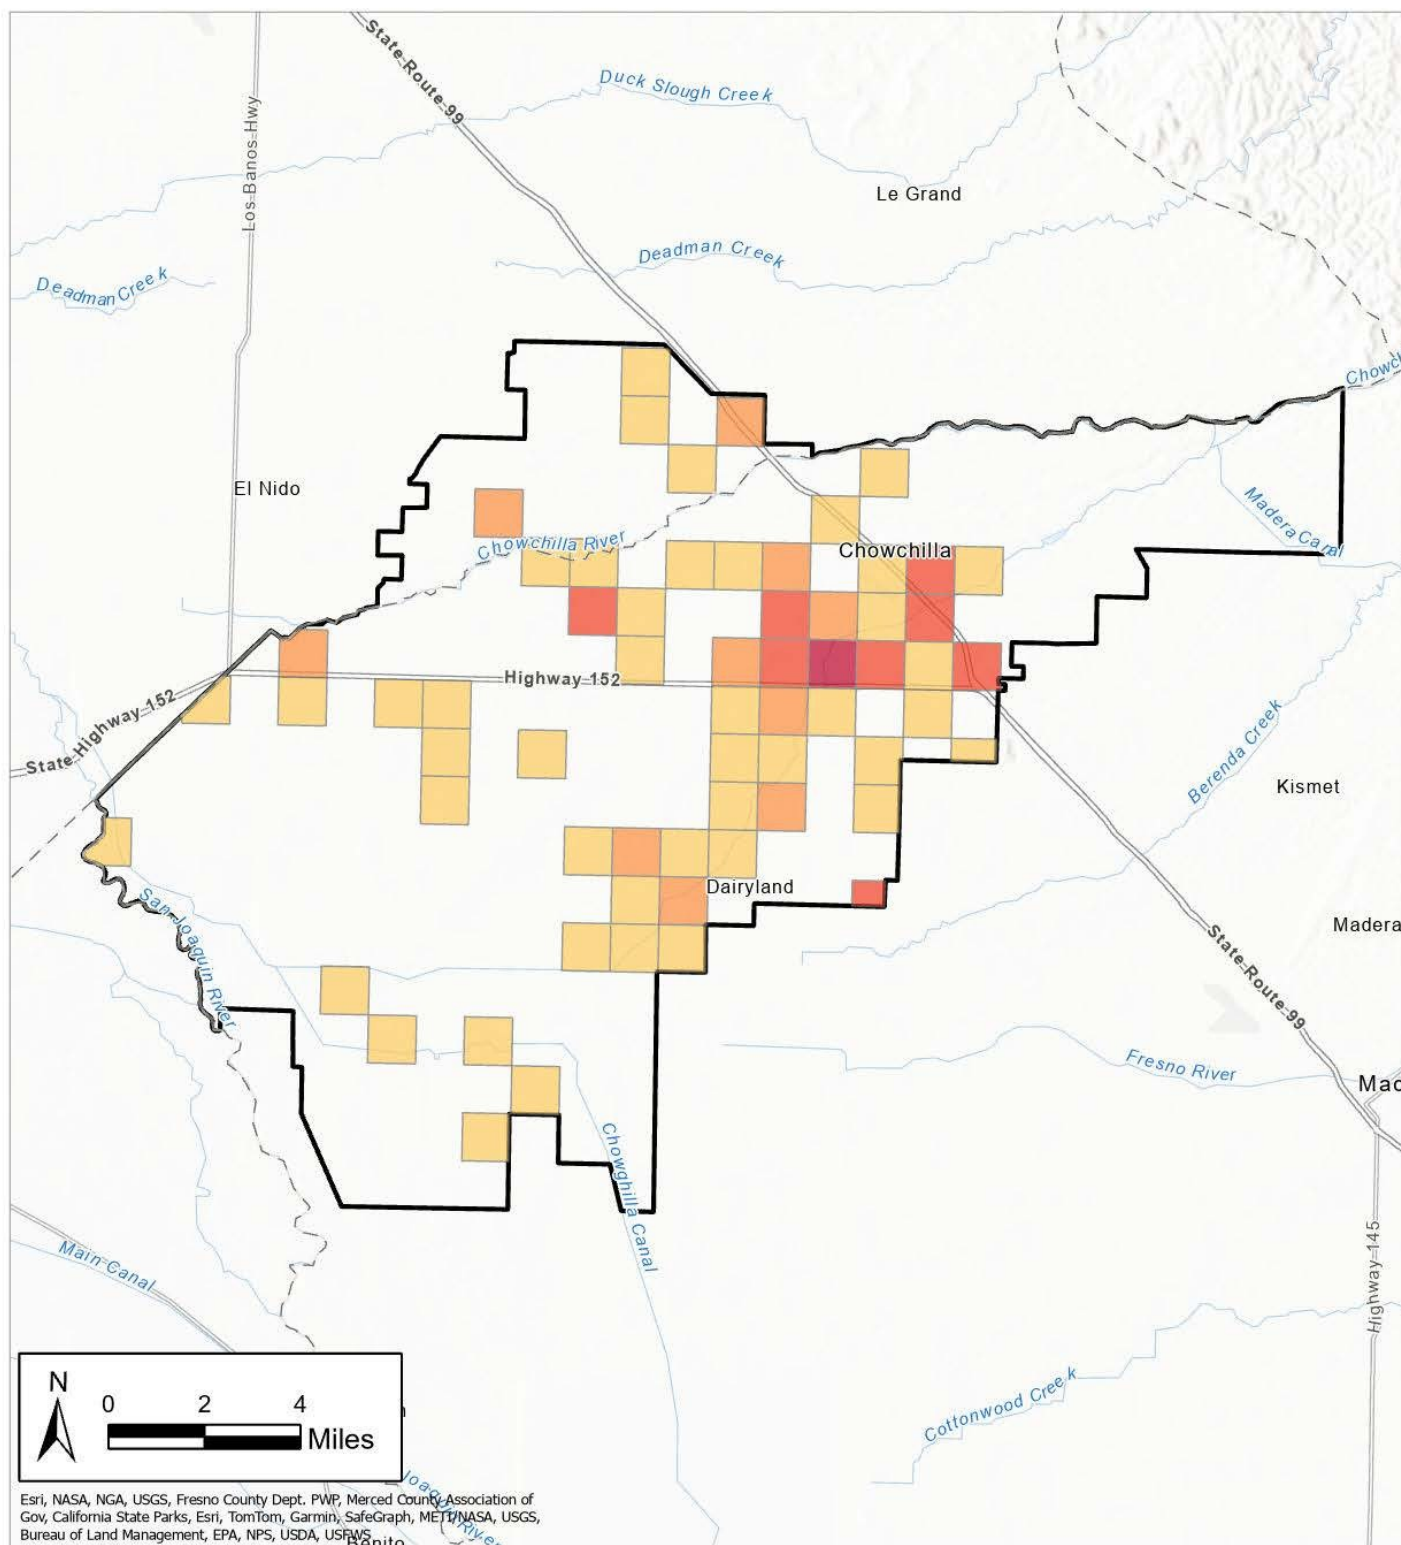 State Route 99
Los Banos Hwy
Duck Slough Creek
Le Grand
Deadman Creek
Deadman Creek
El Nido
Chowchilla River
Chowchilla
Madera Canal
Highway 152
State Highway 152
Berenda Creek
Kismet
Dairyland
San Joaquin River
Madera
State Route 99
Fresno River
Chowghilla Canal
Main Canal
Highway 145
Cottonwood Creek
N
0 2 4
Miles
Esri, NASA, NGA, USGS, Fresno County Dept. PWP, Merced County Association of
Gov, California State Parks, Esri, TomTom, Garmin, SafeGraph, METI/NASA, USGS,
Bureau of Land Management, EPA, NPS, USDA, USFWS
Benito